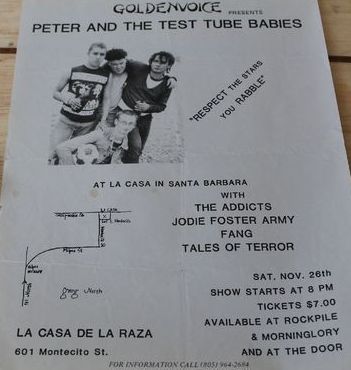 GOLDENVOICE PRESENTS
PETER AND THE TEST TUBE BABIES
"RESPECT THE STARS
YOU RABBLE"
AT LA CASA IN SANTA BARBARA
WITH
THE ADDICTS
JODIE FOSTER ARMY
FANG
TALES OF TERROR
SAT, NOV. 26th
SHOW STARTS AT 8 PM
TICKETS $7.00
AVAILABLE AT ROCKPILE
& MORNINGLORY
AND AT THE DOOR
LA CASA DE LA RAZA
601 Montecito St.
FOR INFORMATION CALL (805) 964-2684